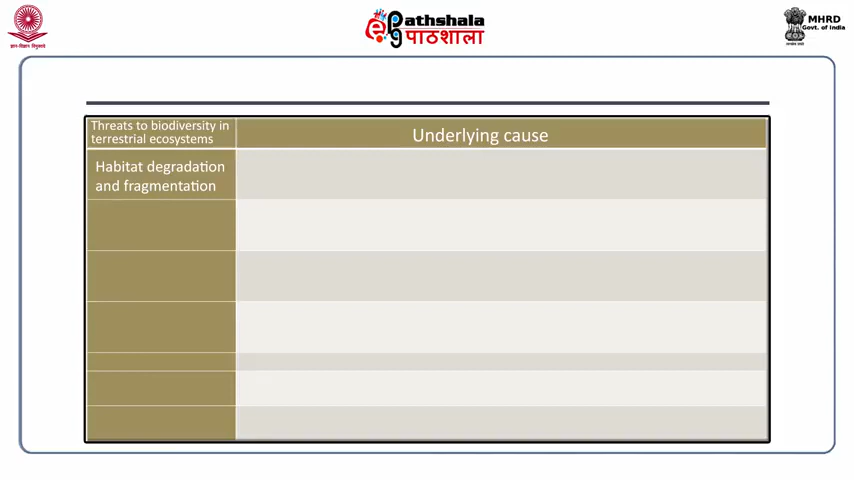 ePathshala
पाठशाला
MHRD
Govt. of India
ज्ञान-विज्ञान विमुक्तये
Threats to biodiversity in
terrestrial ecosystems
Underlying cause
Habitat degradation
and fragmentation